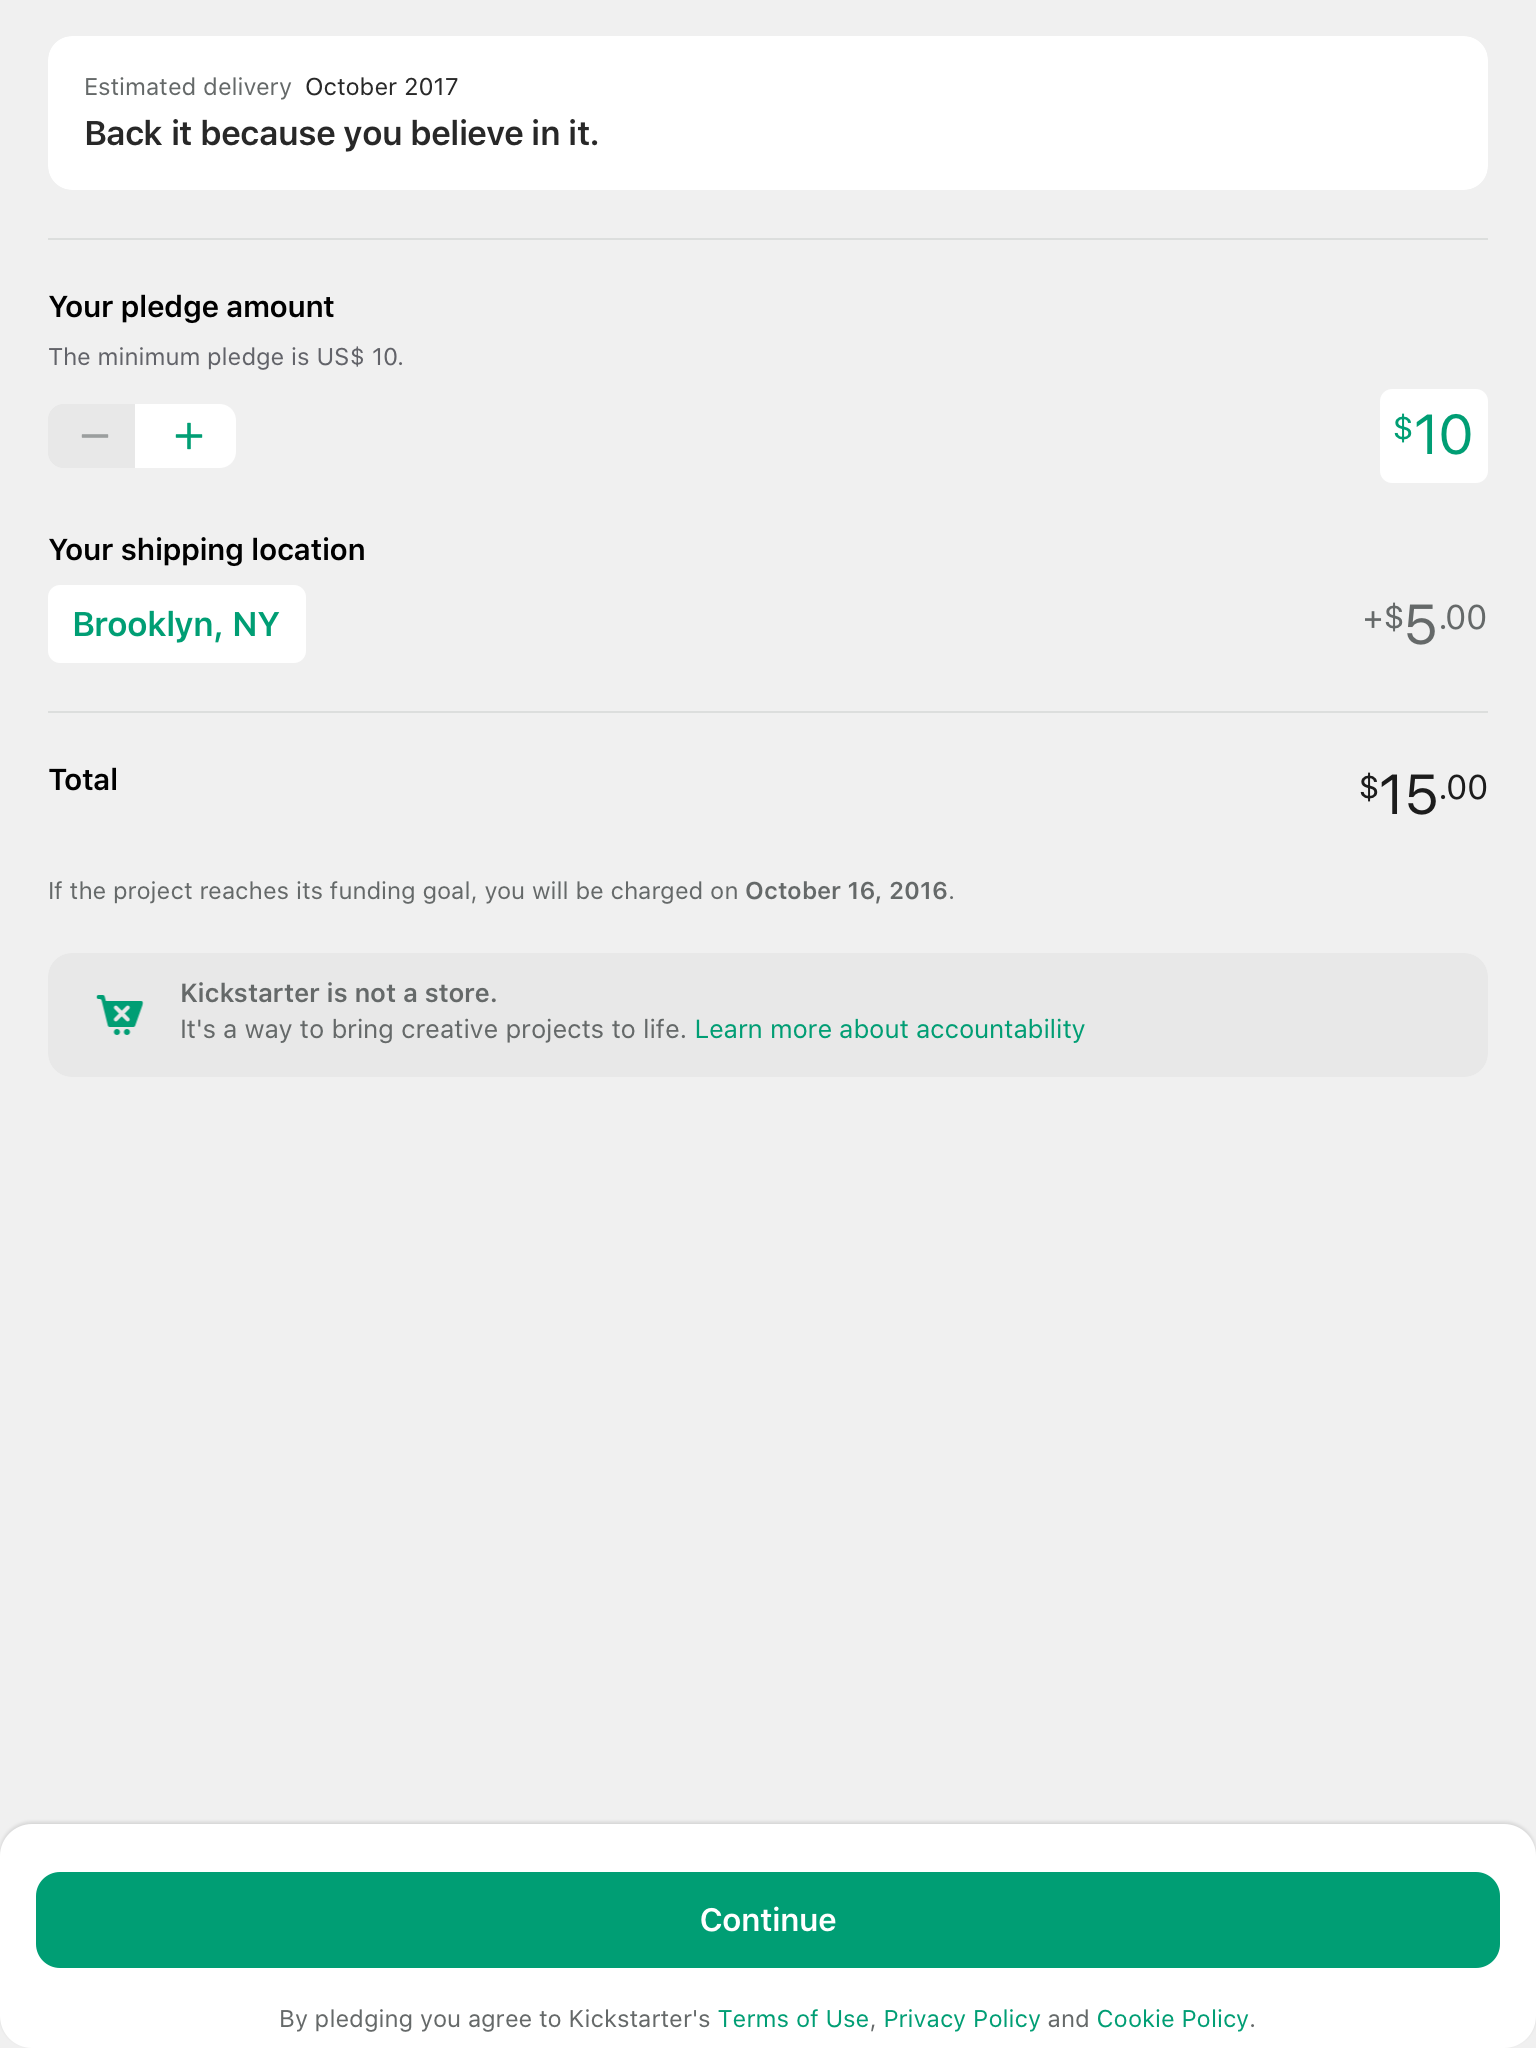 Estimated delivery October 2017
Back it because you believe in it.
Your pledge amount
The minimum pledge is US$ 10.
$10
Your shipping location
Brooklyn, NY
+$5.00
Total
$15.00
If the project reaches its funding goal, you will be charged on October 16, 2016.
Kickstarter is not a store.
It's a way to bring creative projects to life. Learn more about accountability
Continue
By pledging you agree to Kickstarter's Terms of Use, Privacy Policy and Cookie Policy.